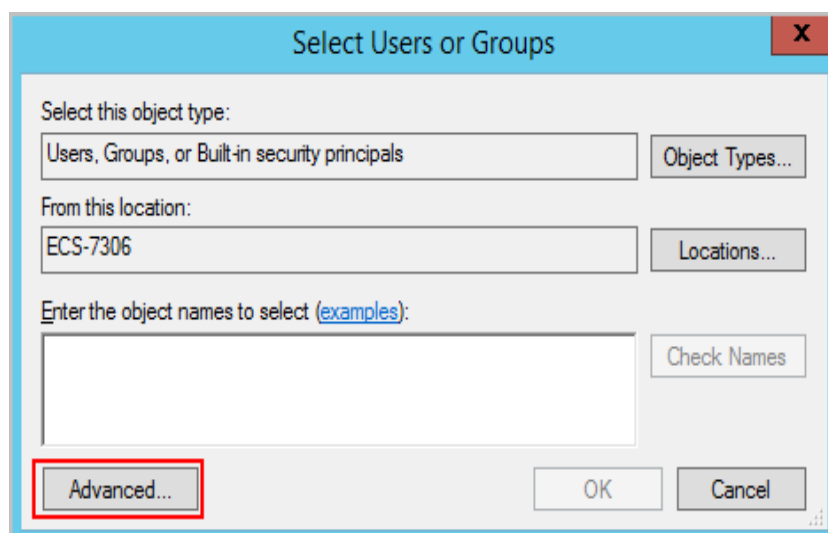 Select Users or Groups
X
Select this object type:
Users, Groups, or Built-in security principals
Object Types...
From this location:
ECS-7306
Locations...
Enter the object names to select (examples):
Check Names
Advanced...
OK
Cancel